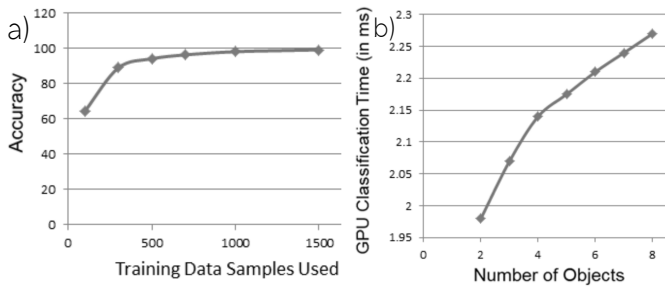 a)
120
100
80
60
40
20
0
0 500 1000 1500
Accuracy
Training Data Samples Used
b)
2.3
2.25
2.2
2.15
2.1
2.05
2
1.95
0 2 4 6 8
GPU Classification Time (in ms)
Number of Objects